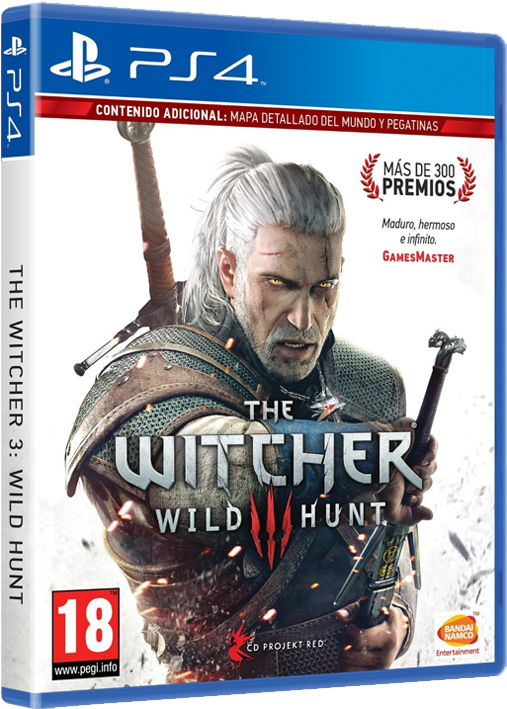 PS4
PS4
CONTENIDO ADICIONAL: MAPA DETALLADO DEL MUNDO Y PEGATINAS
MÁS DE 300
PREMIOS
Maduro, hermoso
e infinito.
GAMESMASTER
THE WITCHER 3: WILD HUNT
THE
WITCHER
WILD HUNT
18
www.pegi.info
CD PROJEKT RED
BANDAI
NAMCO
Entertainment